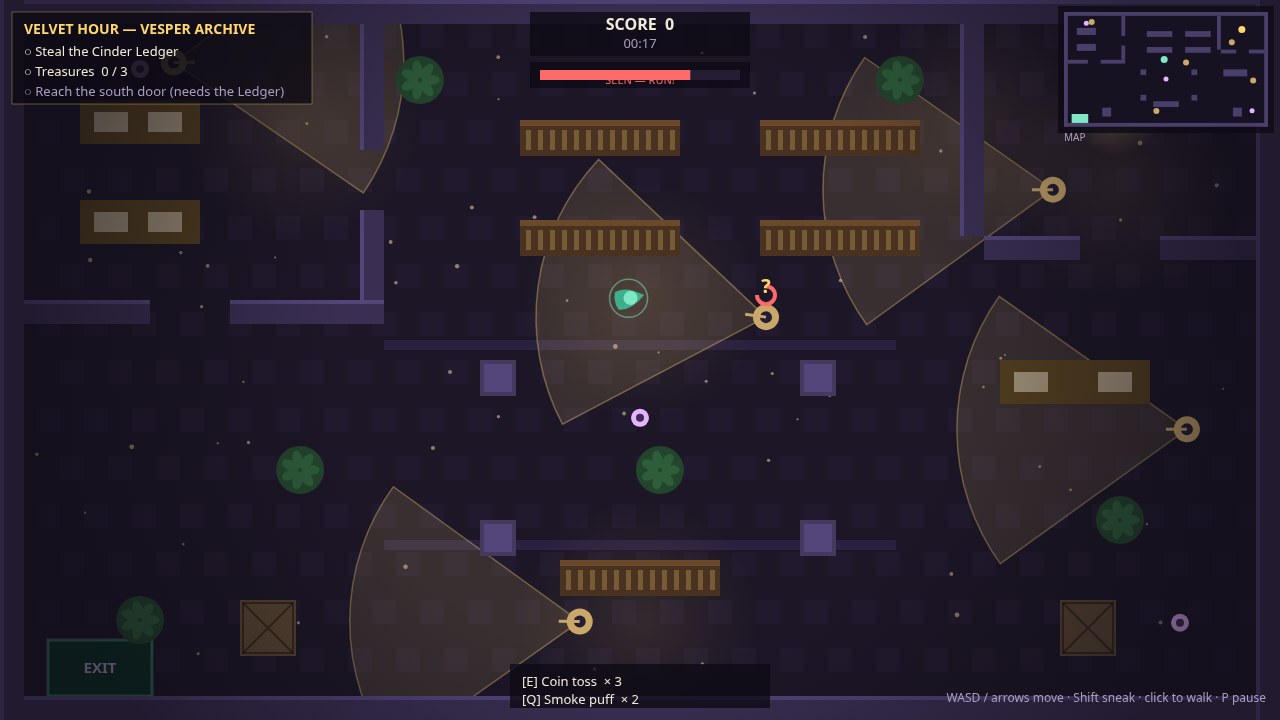 VELVET HOUR — VESPER ARCHIVE
○ Steal the Cinder Ledger
○ Treasures 0 / 3
○ Reach the south door (needs the Ledger)
SCORE 0
00:17
SEEN — RUN!
MAP
?
EXIT
[E] Coin toss × 3
[Q] Smoke puff × 2
WASD / arrows move · Shift sneak · click to walk · P pause